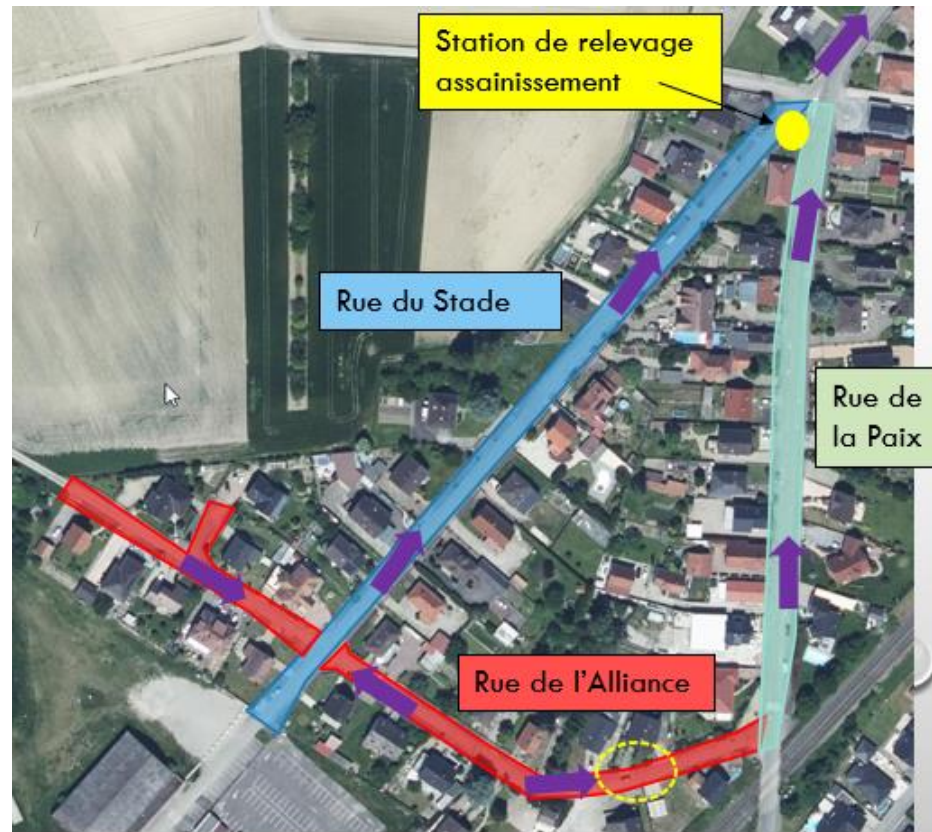 Station de relevage
assainissement
Rue du Stade
Rue de
la Paix
Rue de l'Alliance